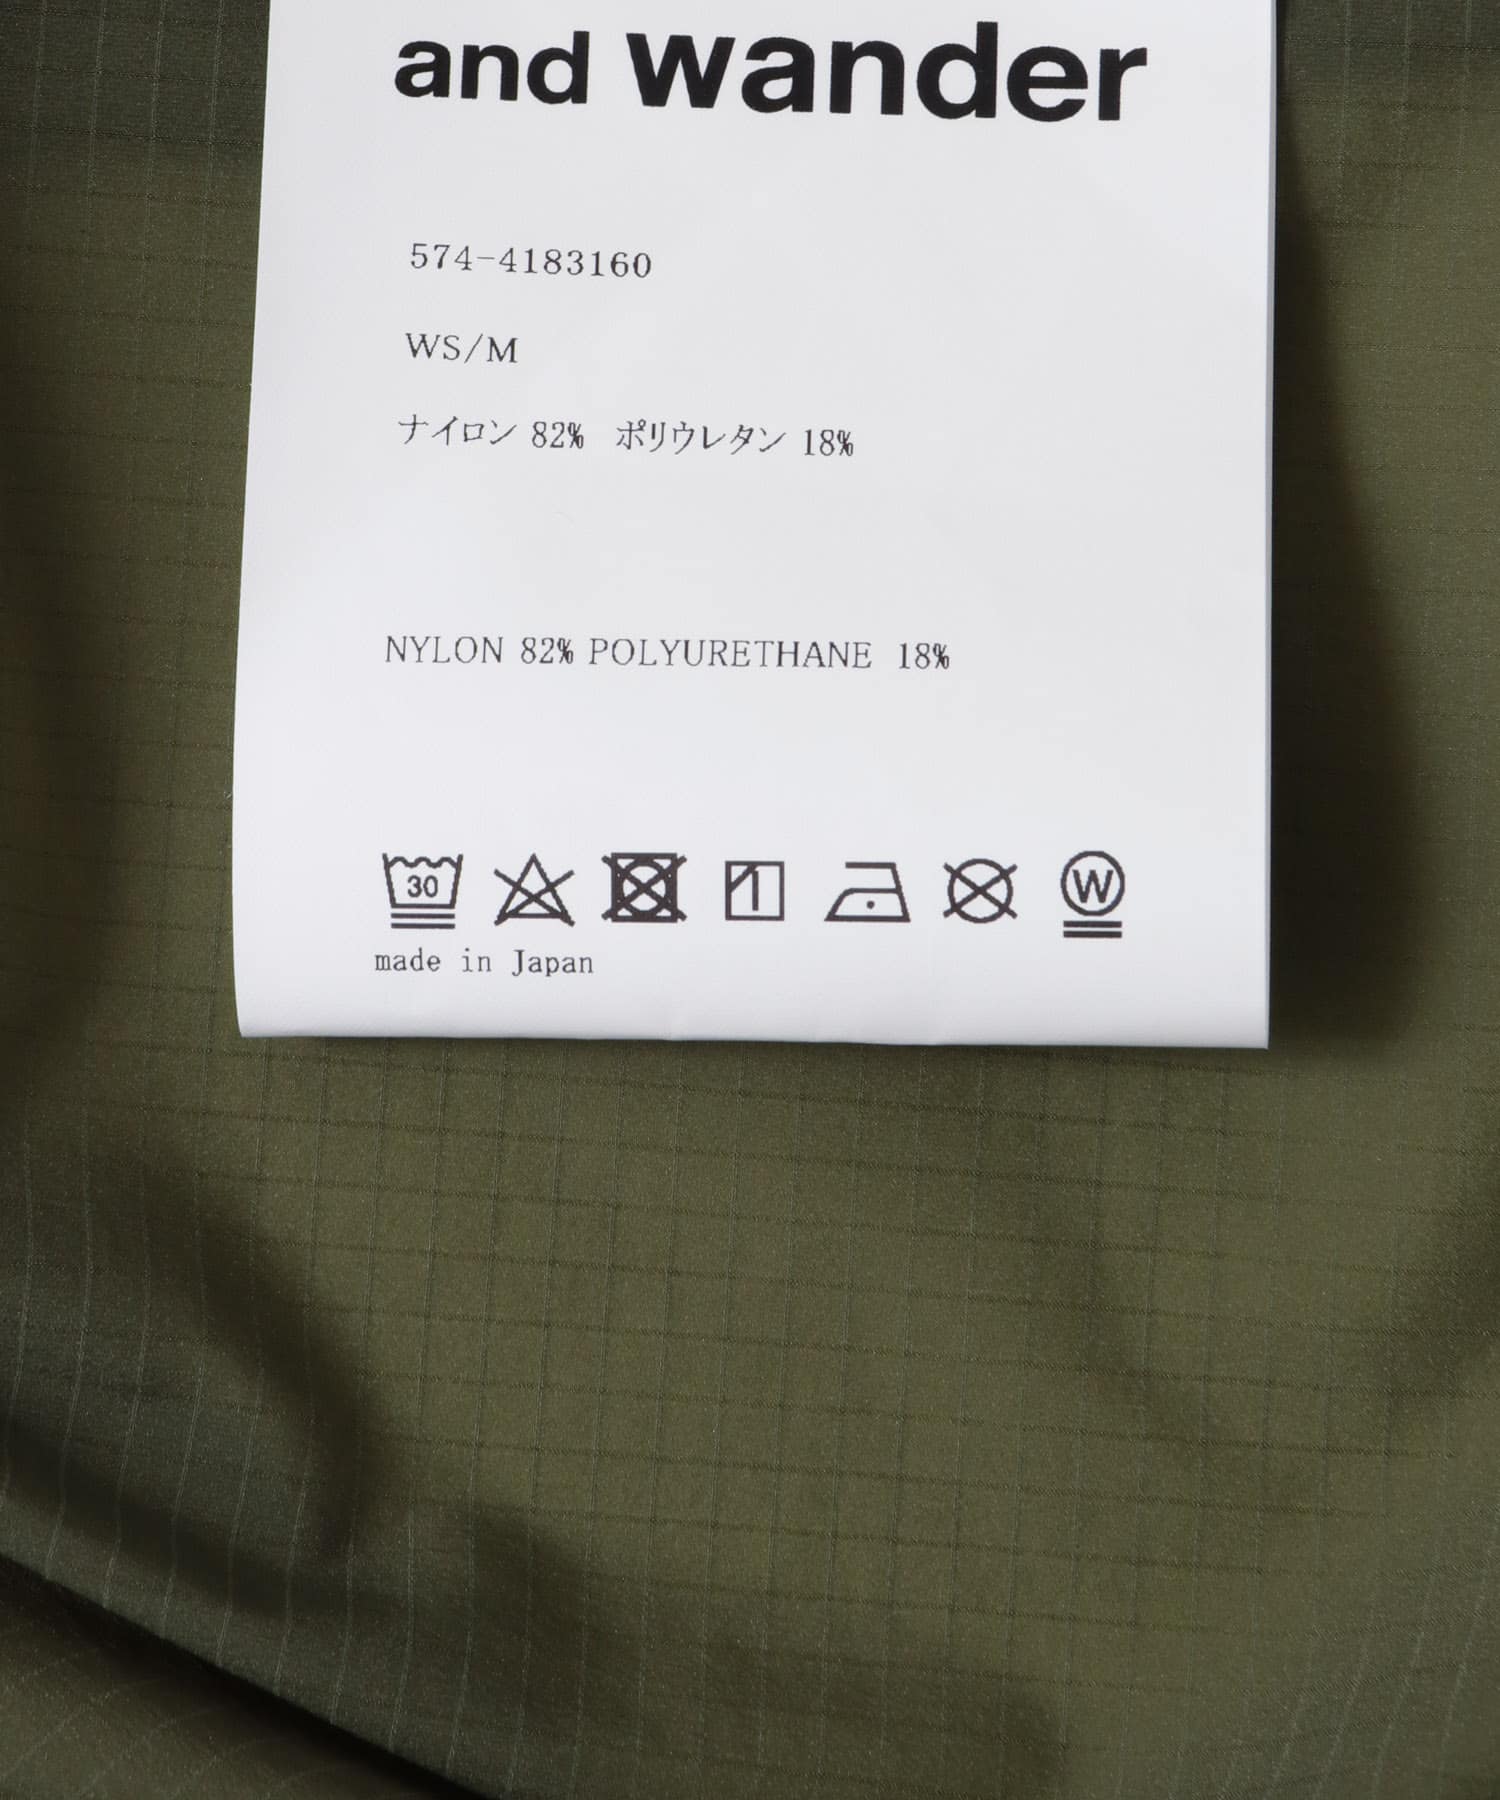 and wander
574-4183160
WS/M
ナイロン 82% ポリウレタン 18%
NYLON 82% POLYURETHANE 18%
30 W
made in Japan